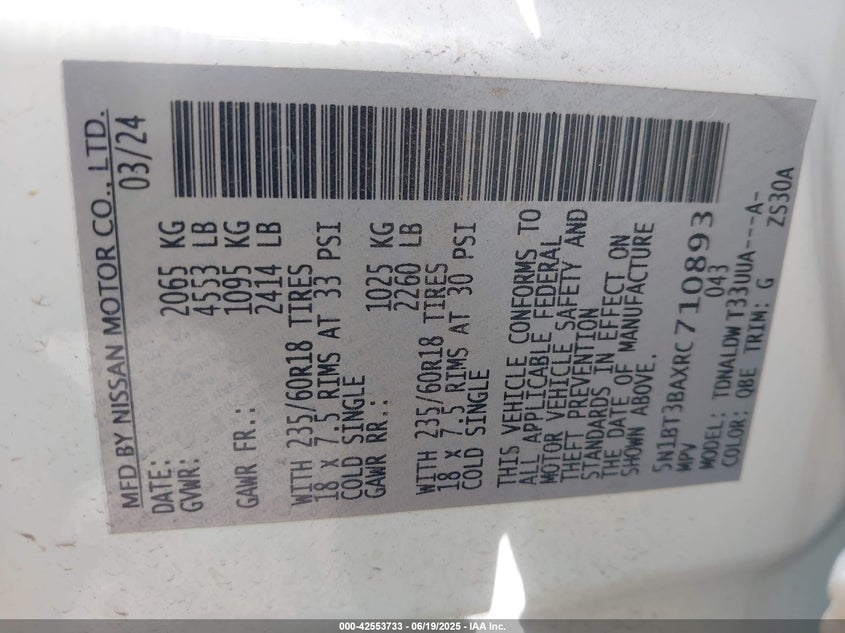 MFD BY NISSAN MOTOR CO., LTD.
DATE: 03/24
GVWR: 2065 KG
4553 LB
GAWR FR.: 1095 KG
2414 LB
WITH 235/60R18 TIRES
18 X 7.5 RIMS AT 33 PSI
COLD SINGLE
GAWR RR.: 1025 KG
2260 LB
WITH 235/60R18 TIRES
18 X 7.5 RIMS AT 30 PSI
COLD SINGLE
THIS VEHICLE CONFORMS TO
ALL APPLICABLE FEDERAL
MOTOR VEHICLE SAFETY AND
THEFT PREVENTION
STANDARDS IN EFFECT ON
THE DATE OF MANUFACTURE
SHOWN ABOVE.
5N1BT3BAXRC710893
MPV 043
MODEL: TDNALDW T33UUA---A-
COLOR: QBE TRIM: G ZS30A
000-42553733 / 06/19/2025 - IAA Inc.